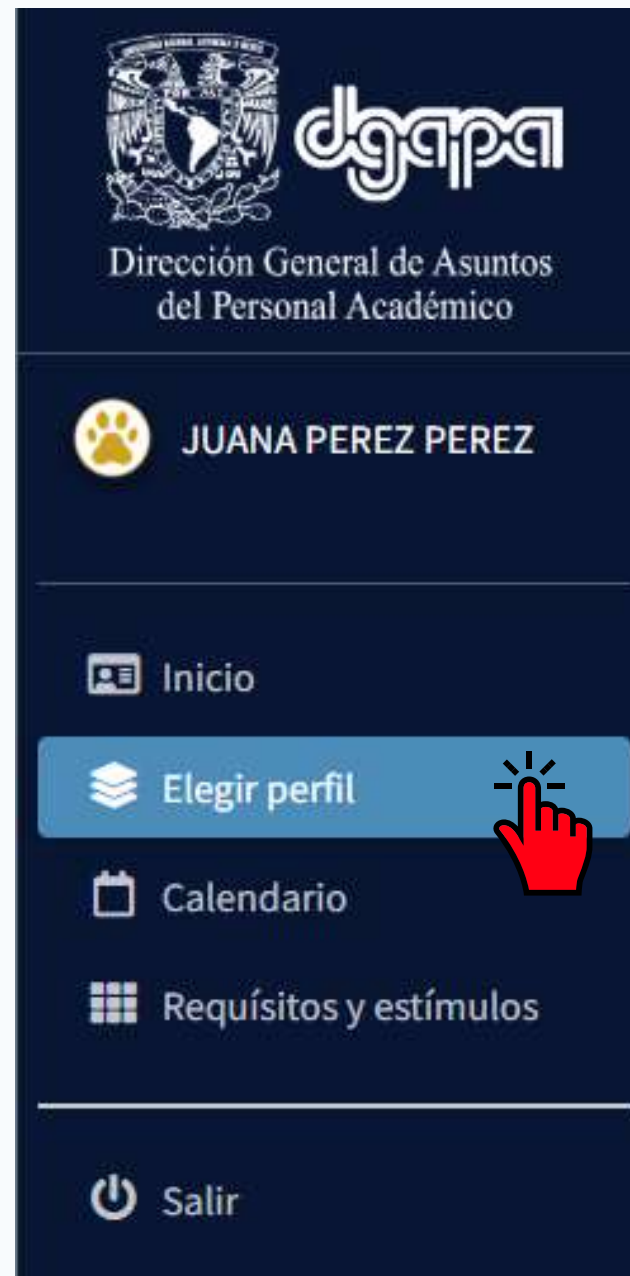 dgapa
Dirección General de Asuntos
del Personal Académico
JUANA PEREZ PEREZ
Inicio
Elegir perfil
Calendario
Requísitos y estímulos
Salir